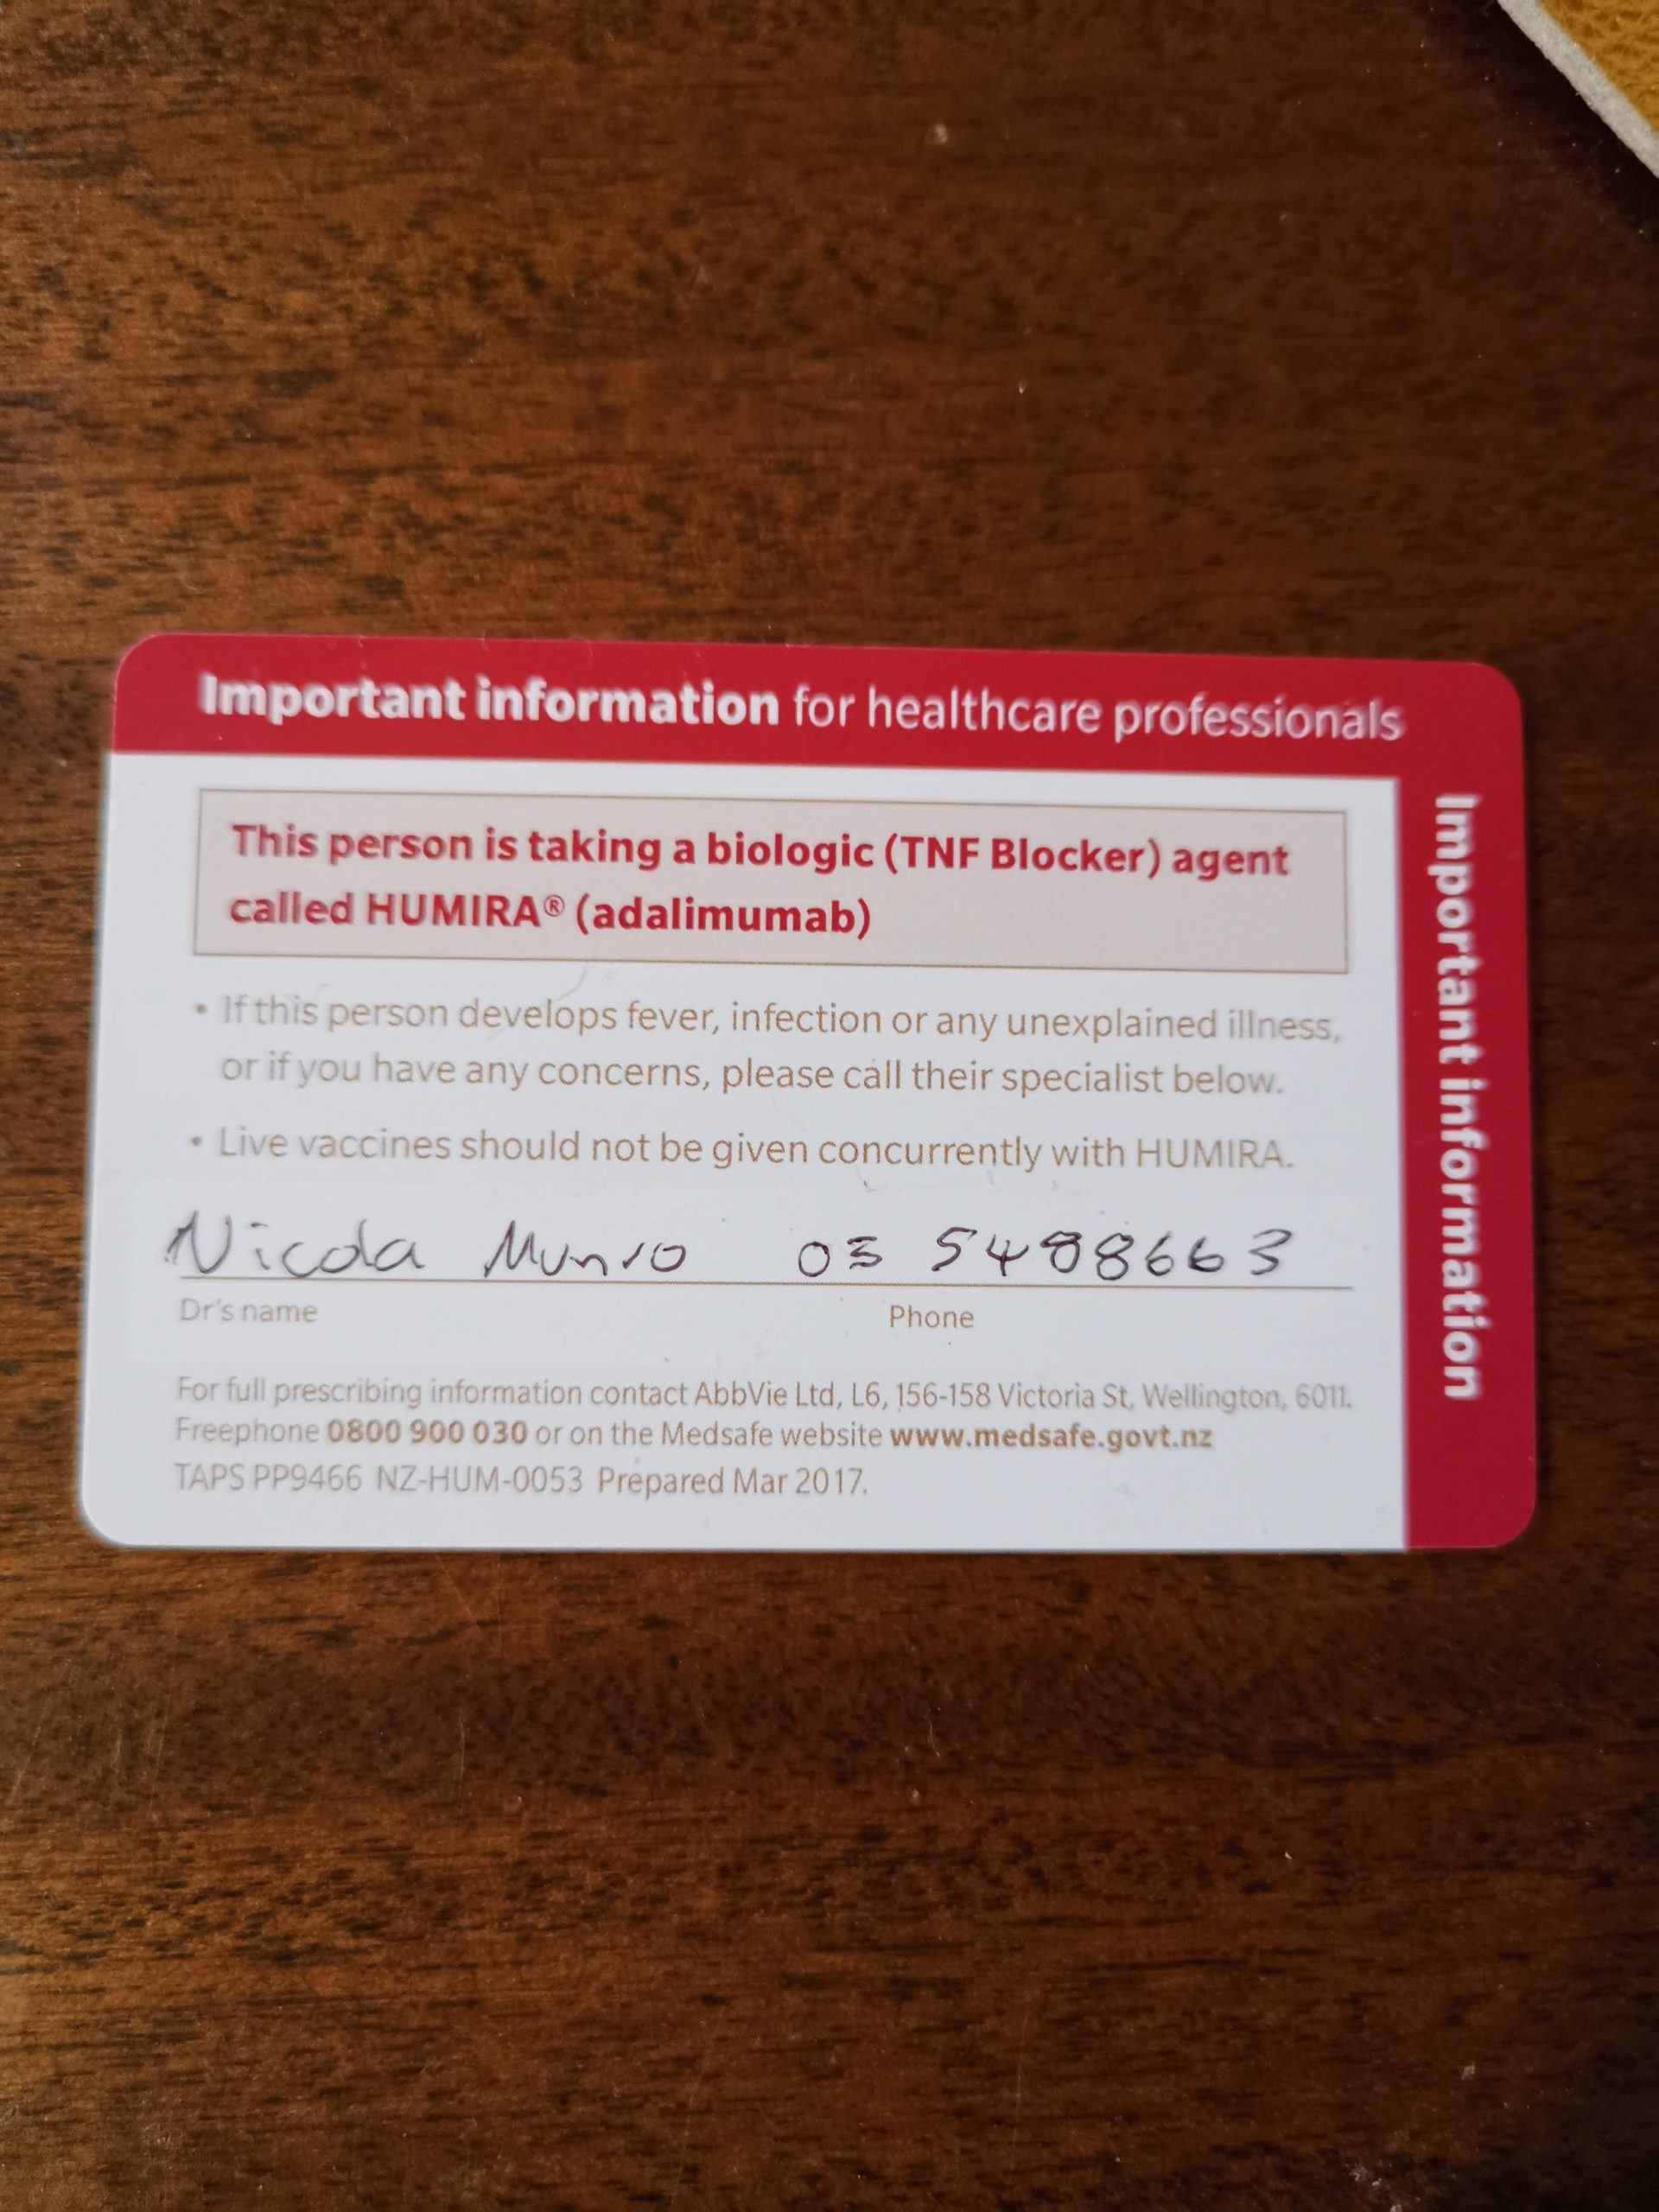 Important information for healthcare professionals
Important information
This person is taking a biologic (TNF Blocker) agent
called HUMIRA® (adalimumab)
• If this person develops fever, infection or any unexplained illness,
or if you have any concerns, please call their specialist below.
• Live vaccines should not be given concurrently with HUMIRA.
Nicola Munro 03 5488663
Dr's name Phone
For full prescribing information contact AbbVie Ltd, L6, 156-158 Victoria St, Wellington, 6011.
Freephone 0800 900 030 or on the Medsafe website www.medsafe.govt.nz
TAPS PP9466 NZ-HUM-0053 Prepared Mar 2017.